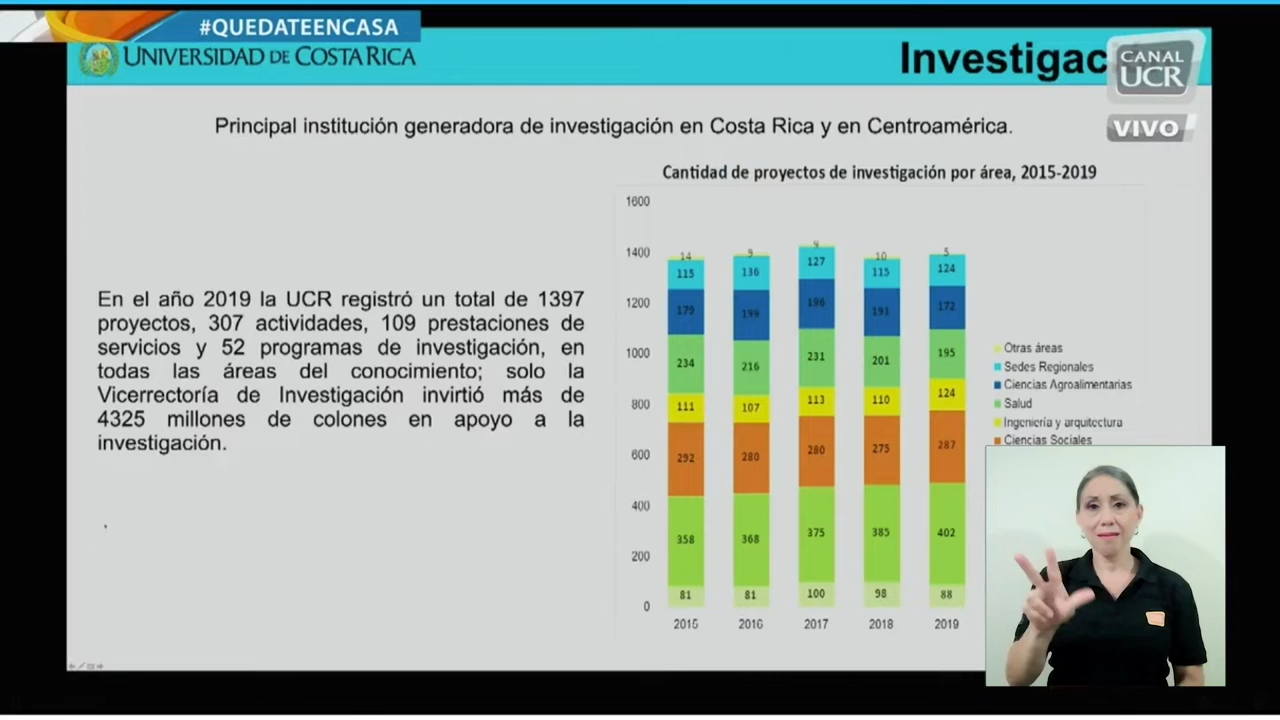 #QUEDATEENCASA
UNIVERSIDAD DE COSTA RICA
Investigac
CANAL
UCR
VIVO
Principal institución generadora de investigación en Costa Rica y en Centroamérica.
En el año 2019 la UCR registró un total de 1397
proyectos, 307 actividades, 109 prestaciones de
servicios y 52 programas de investigación, en
todas las áreas del conocimiento; solo la
Vicerrectoría de Investigación invirtió más de
4325 millones de colones en apoyo a la
investigación.
Cantidad de proyectos de investigación por área, 2015-2019
1600
1400
1200
1000
800
600
400
200
0
14 9 9 10 5
115 136 127 115 124
179 199 196 191 172
234 216 231 201 195
111 107 113 110 124
292 280 280 275 287
358 368 375 385 402
81 81 100 98 88
2015 2016 2017 2018 2019
Otras áreas
Sedes Regionales
Ciencias Agroalimentarias
Salud
Ingeniería y arquitectura
Ciencias Sociales